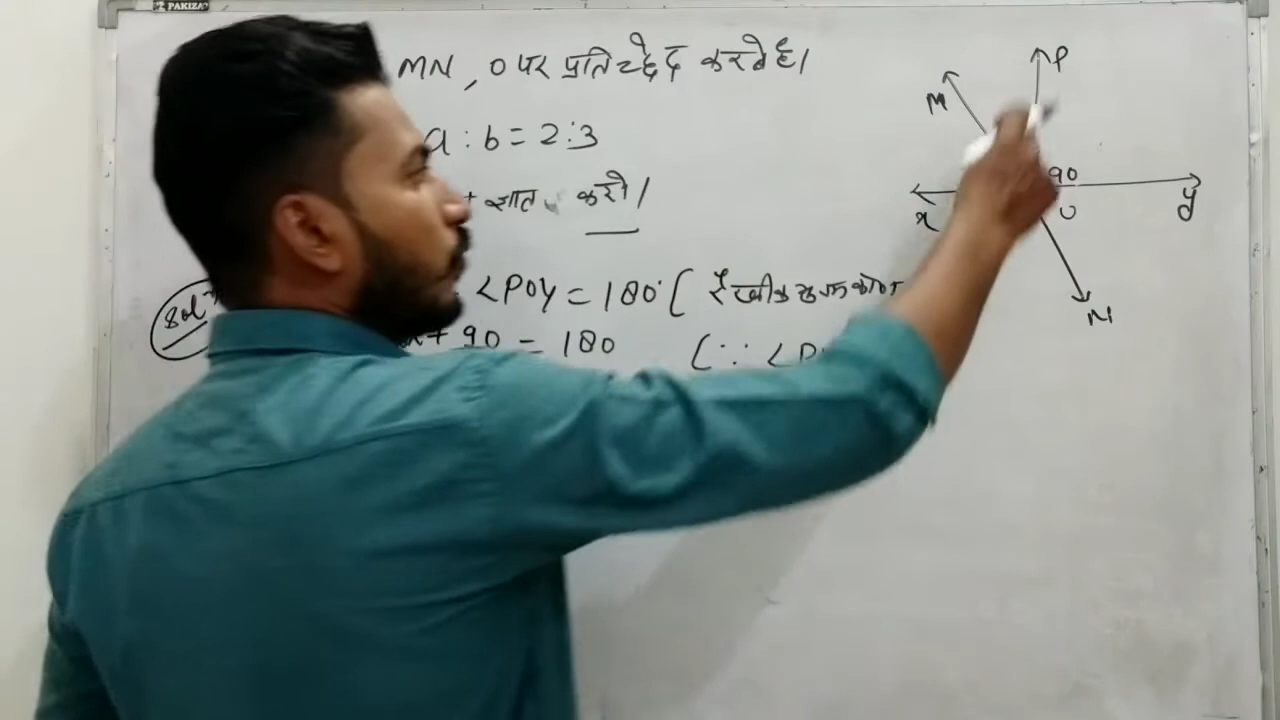 PAKIZA
MN , O पर प्रतिच्छेद करते है।
a : b = 2:3
ज्ञात करो।
Sol
∠POY = 180° [ रैखीक युग्म कोण
+ 90 = 180 ( ∵ ∠P
P
M
90
x
O
y
N